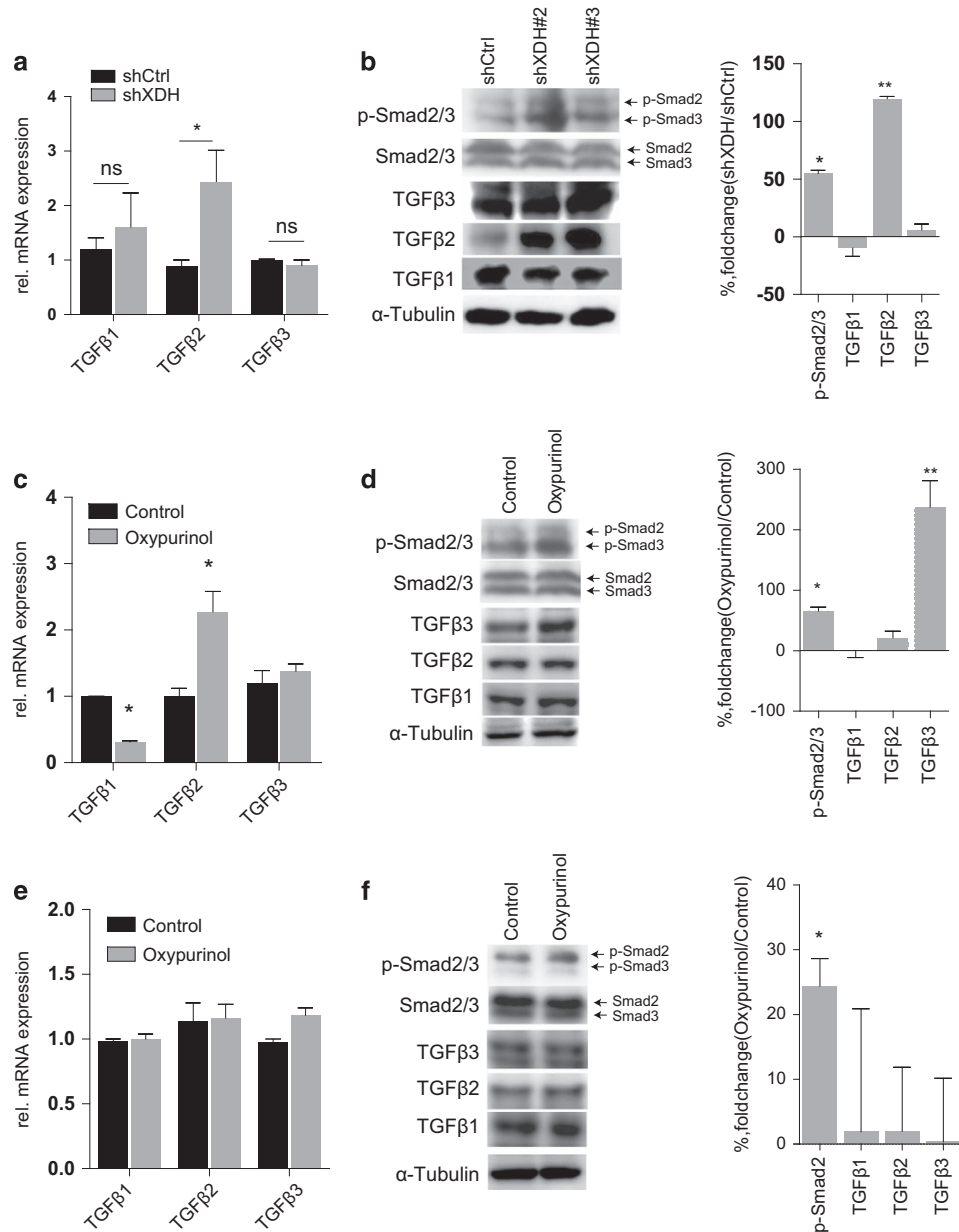 a
shCtrl
shXDH
rel. mRNA expression
4
3
2
1
0
ns
*
ns
TGFβ1
TGFβ2
TGFβ3
b
shCtrl
shXDH#2
shXDH#3
p-Smad2/3
p-Smad2
p-Smad3
Smad2/3
Smad2
Smad3
TGFβ3
TGFβ2
TGFβ1
α-Tubulin
%,foldchange(shXDH/shCtrl)
150
100
50
0
-50
*
**
p-Smad2/3
TGFβ1
TGFβ2
TGFβ3
c
Control
Oxypurinol
rel. mRNA expression
4
3
2
1
0
*
*
TGFβ1
TGFβ2
TGFβ3
d
Control
Oxypurinol
p-Smad2/3
p-Smad2
p-Smad3
Smad2/3
Smad2
Smad3
TGFβ3
TGFβ2
TGFβ1
α-Tubulin
%,foldchange(Oxypurinol/Control)
300
200
100
0
-100
*
**
p-Smad2/3
TGFβ1
TGFβ2
TGFβ3
e
Control
Oxypurinol
rel. mRNA expression
2.0
1.5
1.0
0.5
0.0
TGFβ1
TGFβ2
TGFβ3
f
Control
Oxypurinol
p-Smad2/3
p-Smad2
p-Smad3
Smad2/3
Smad2
Smad3
TGFβ3
TGFβ2
TGFβ1
α-Tubulin
%,foldchange(Oxypurinol/Control)
40
30
20
10
0
*
p-Smad2
TGFβ1
TGFβ2
TGFβ3